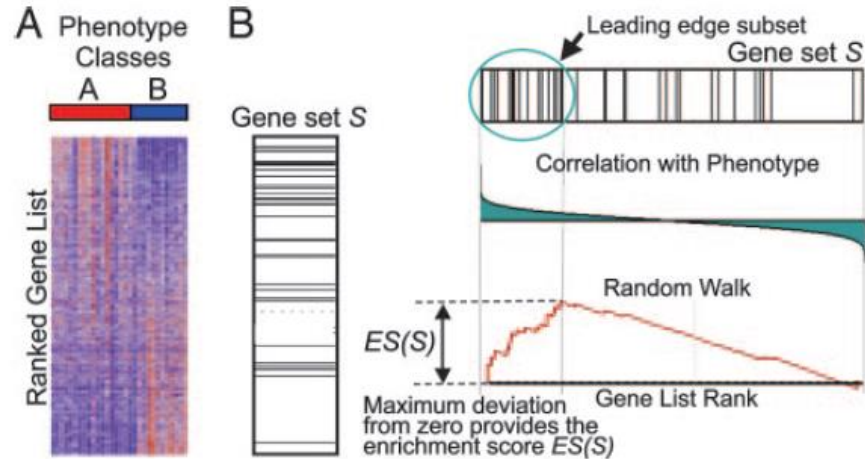 A
Phenotype
Classes
A B
Ranked Gene List
B
Gene set S
Leading edge subset
Gene set S
Correlation with Phenotype
Random Walk
ES(S)
Gene List Rank
Maximum deviation
from zero provides the
enrichment score ES(S)